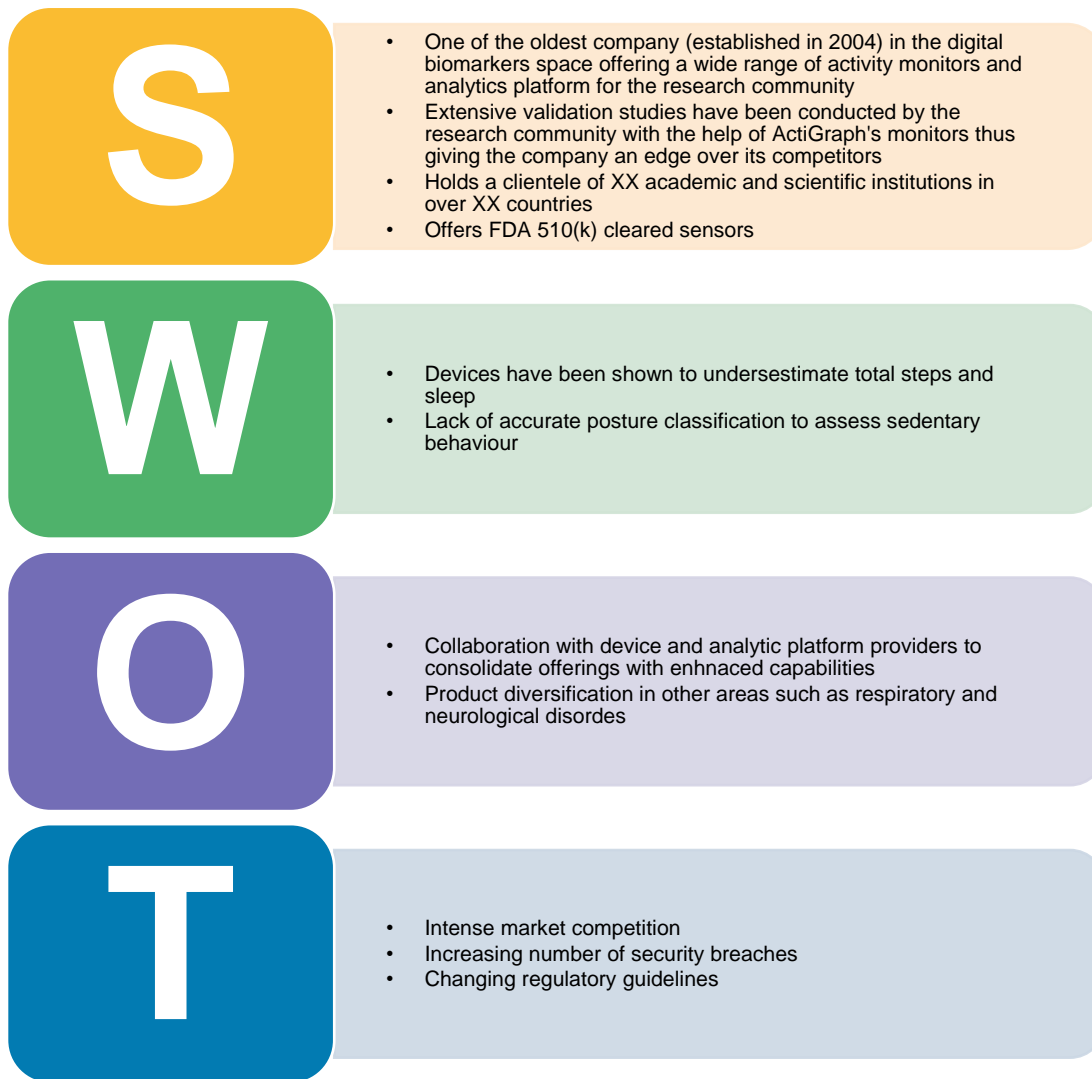 S
• One of the oldest company (established in 2004) in the digital
biomarkers space offering a wide range of activity monitors and
analytics platform for the research community
• Extensive validation studies have been conducted by the
research community with the help of ActiGraph's monitors thus
giving the company an edge over its competitors
• Holds a clientele of XX academic and scientific institutions in
over XX countries
• Offers FDA 510(k) cleared sensors
W
• Devices have been shown to undersestimate total steps and
sleep
• Lack of accurate posture classification to assess sedentary
behaviour
O
• Collaboration with device and analytic platform providers to
consolidate offerings with enhnaced capabilities
• Product diversification in other areas such as respiratory and
neurological disordes
T
• Intense market competition
• Increasing number of security breaches
• Changing regulatory guidelines